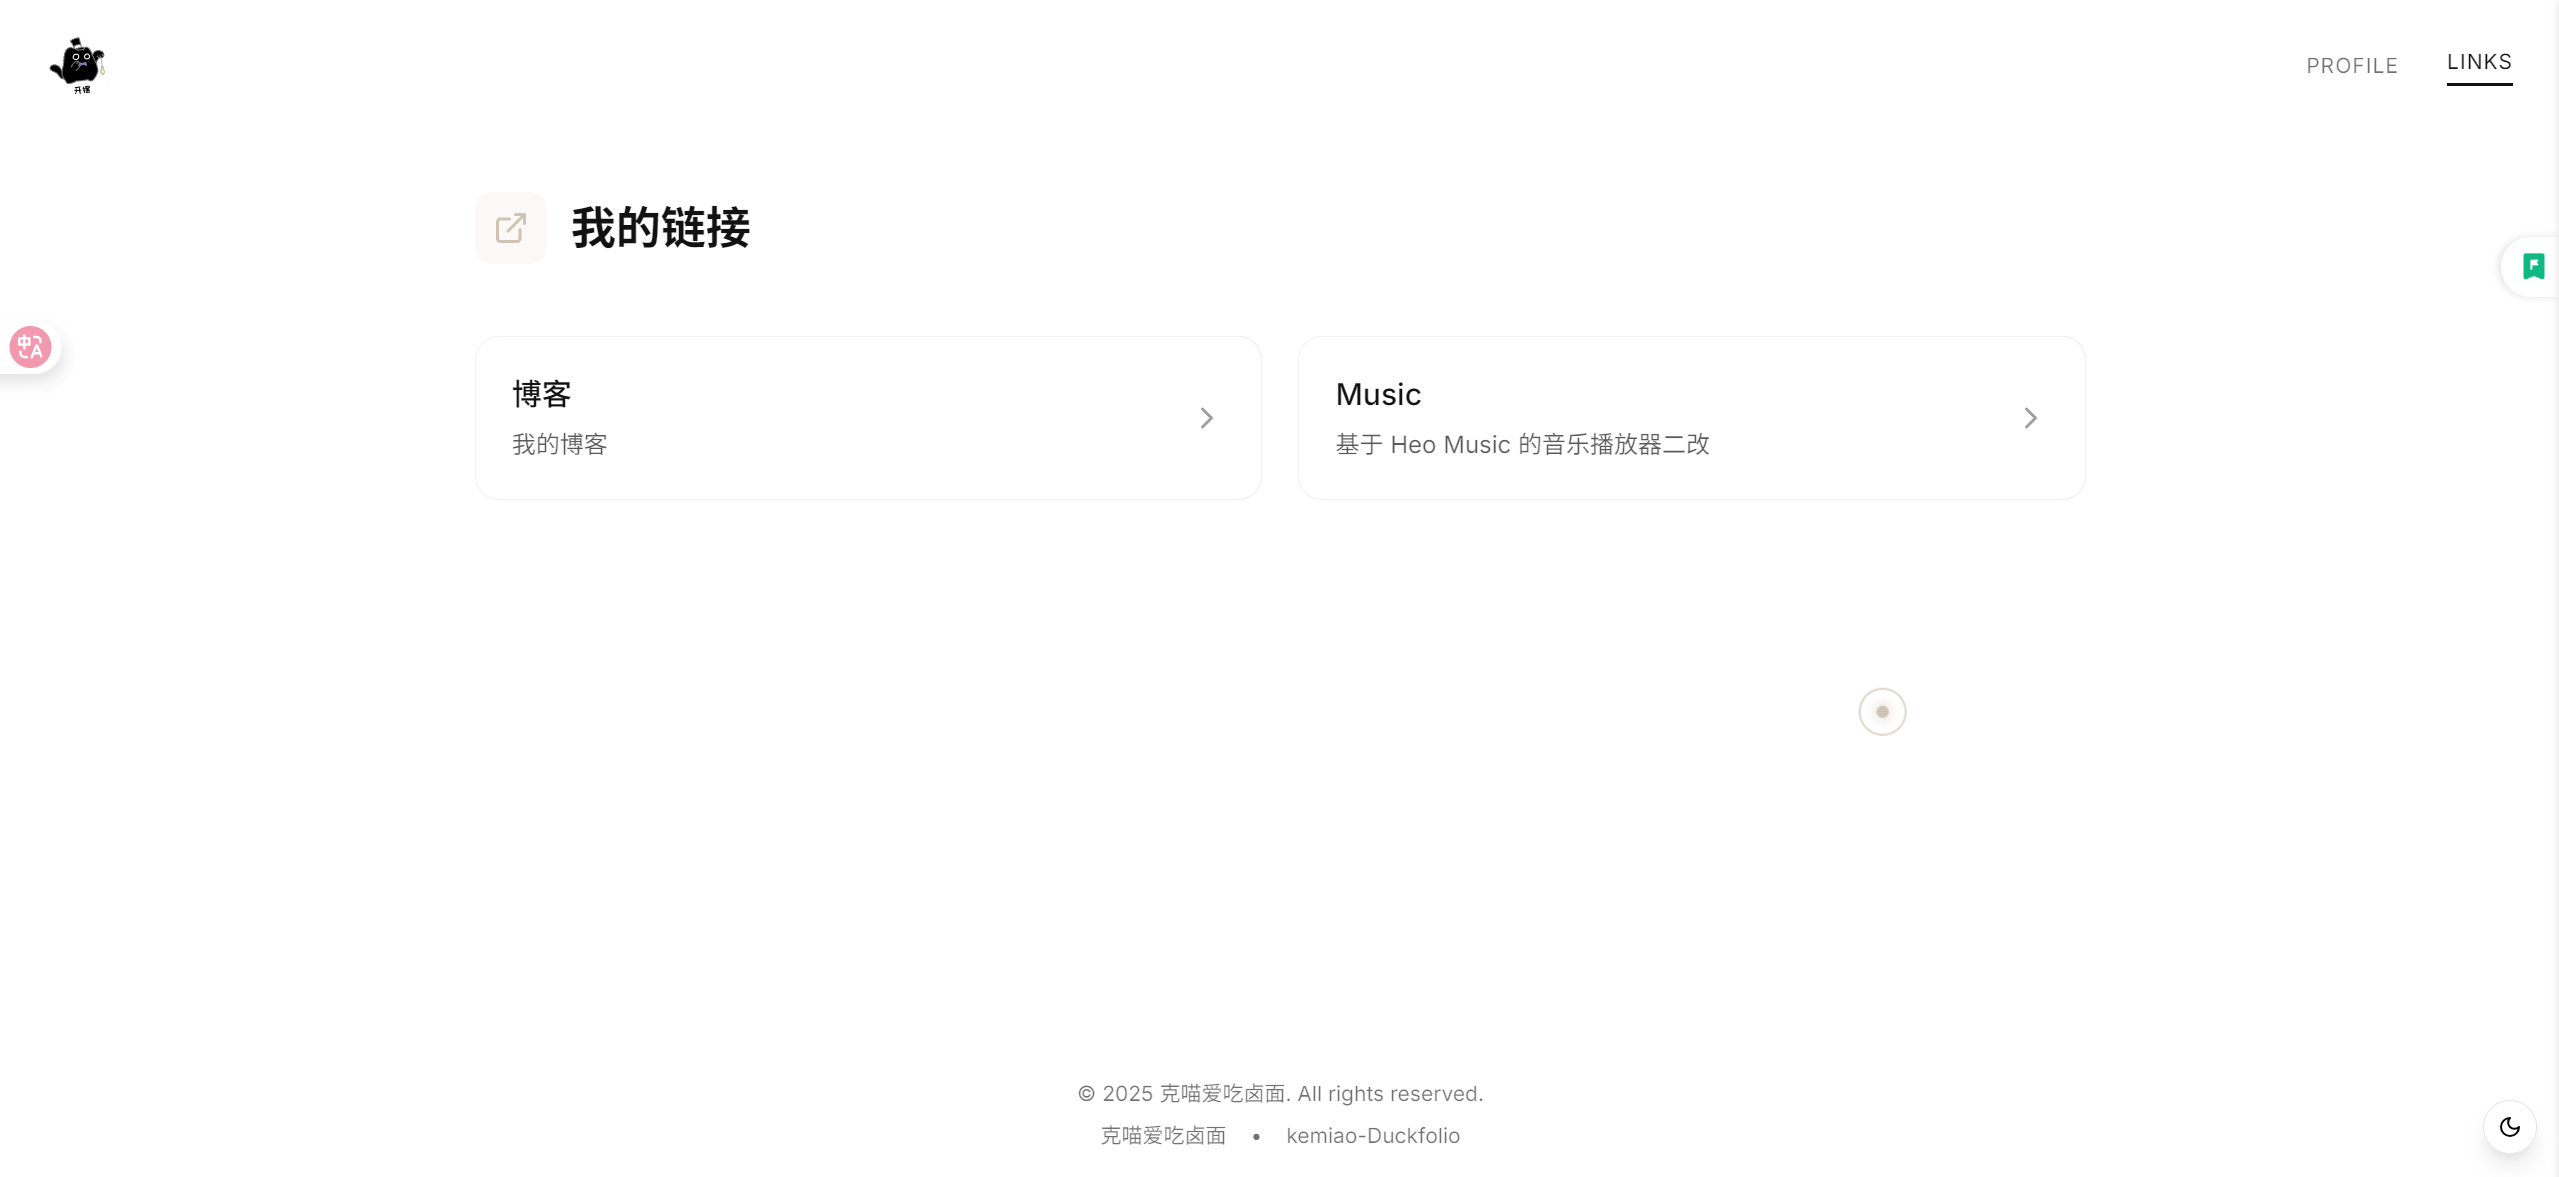 PROFILE
LINKS
我的链接
博客
我的博客
Music
基于 Heo Music 的音乐播放器二改
© 2025 克喵爱吃卤面. All rights reserved.
克喵爱吃卤面 • kemiao-Duckfolio